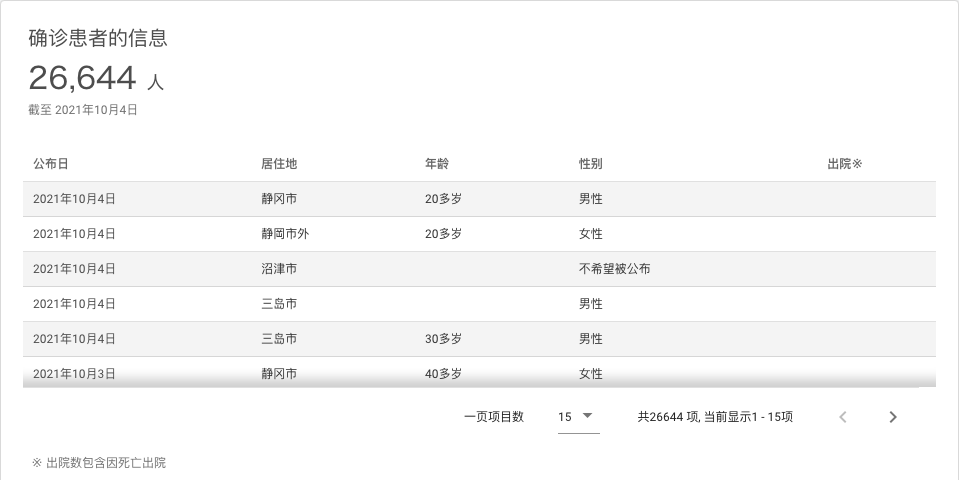 确诊患者的信息
26,644 人
截至 2021年10月4日
公布日 居住地 年龄 性别 出院※
2021年10月4日 静冈市 20多岁 男性
2021年10月4日 静岡市外 20多岁 女性
2021年10月4日 沼津市 不希望被公布
2021年10月4日 三岛市 男性
2021年10月4日 三岛市 30多岁 男性
2021年10月3日 静冈市 40多岁 女性
一页项目数 15 共26644 项, 当前显示1 - 15项
※ 出院数包含因死亡出院